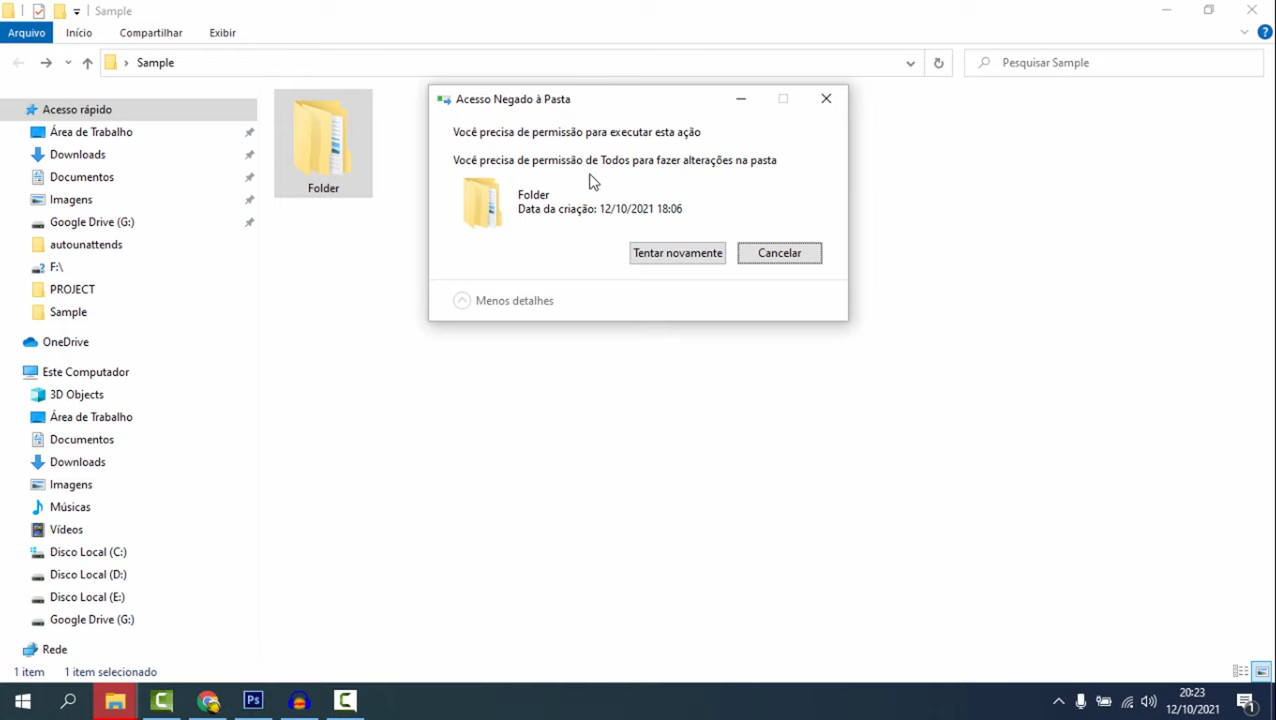 Sample
Arquivo
Início
Compartilhar
Exibir
Sample
Pesquisar Sample
Acesso rápido
Área de Trabalho
Downloads
Documentos
Imagens
Google Drive (G:)
autounattends
F:\
PROJECT
Sample
OneDrive
Este Computador
3D Objects
Área de Trabalho
Documentos
Downloads
Imagens
Músicas
Vídeos
Disco Local (C:)
Disco Local (D:)
Disco Local (E:)
Google Drive (G:)
Rede
Folder
Acesso Negado à Pasta
Você precisa de permissão para executar esta ação
Você precisa de permissão de Todos para fazer alterações na pasta
Folder
Data da criação: 12/10/2021 18:06
Tentar novamente
Cancelar
Menos detalhes
1 item
1 item selecionado
Ps
20:23
12/10/2021
1